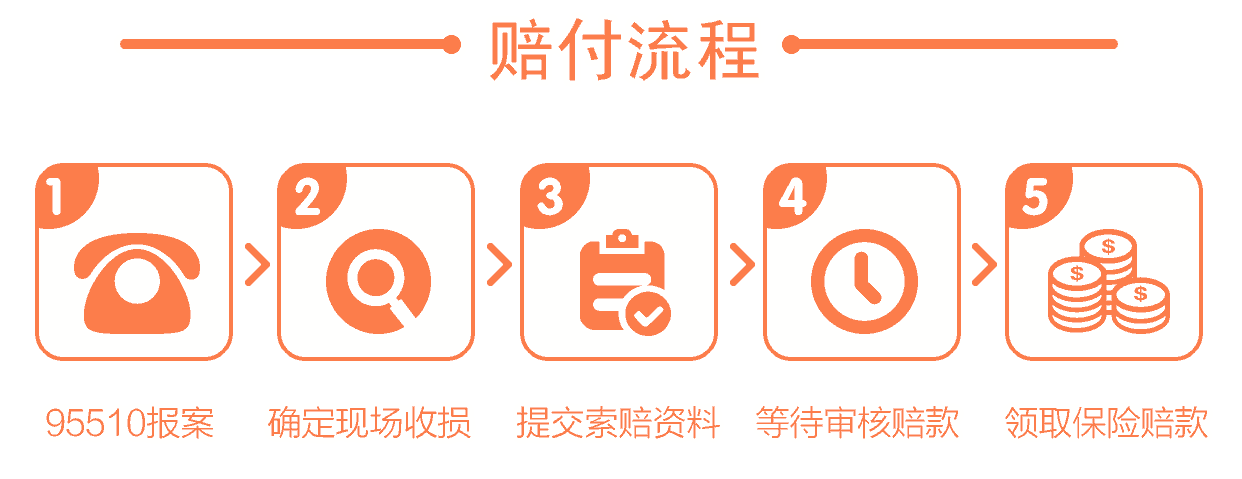 赔付流程
1
2
3
4
5
$
$
$
95510报案
确定现场收损
提交索赔资料
等待审核赔款
领取保险赔款